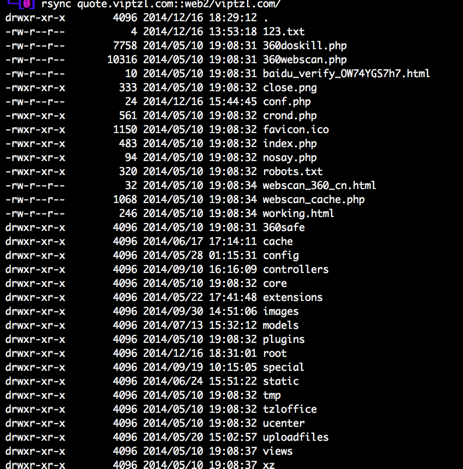 [0] rsync quote.viptzl.com::web2/viptzl.com/
drwxr-xr-x 4096 2014/12/16 18:29:12 .
-rw-r--r-- 4 2014/12/16 13:53:18 123.txt
-rw-r--r-- 7758 2014/05/10 19:08:31 360doskill.php
-rw-r--r-- 10316 2014/05/10 19:08:31 360webscan.php
-rw-r--r-- 10 2014/05/10 19:08:31 baidu_verify_OW74YGS7h7.html
-rwxr-xr-x 333 2014/05/10 19:08:32 close.png
-rw-r--r-- 24 2014/12/16 15:44:45 conf.php
-rwxr-xr-x 561 2014/05/10 19:08:32 crond.php
-rwxr-xr-x 1150 2014/05/10 19:08:32 favicon.ico
-rwxr-xr-x 483 2014/05/10 19:08:32 index.php
-rwxr-xr-x 94 2014/05/10 19:08:32 nosay.php
-rwxr-xr-x 320 2014/05/10 19:08:32 robots.txt
-rw-r--r-- 32 2014/05/10 19:08:34 webscan_360_cn.html
-rw-r--r-- 1068 2014/05/10 19:08:34 webscan_cache.php
-rw-r--r-- 246 2014/05/10 19:08:34 working.html
drwxr-xr-x 4096 2014/05/10 19:08:31 360safe
drwxr-xr-x 4096 2014/06/17 17:14:11 cache
drwxr-xr-x 4096 2014/05/28 01:15:31 config
drwxr-xr-x 4096 2014/09/10 16:16:09 controllers
drwxr-xr-x 4096 2014/05/10 19:08:32 core
drwxr-xr-x 4096 2014/05/22 17:41:48 extensions
drwxr-xr-x 4096 2014/09/30 14:51:06 images
drwxr-xr-x 4096 2014/07/13 15:32:12 models
drwxr-xr-x 4096 2014/05/10 19:08:32 plugins
drwxr-xr-x 4096 2014/12/16 18:31:01 root
drwxr-xr-x 4096 2014/09/19 10:15:05 special
drwxr-xr-x 4096 2014/06/24 15:51:22 static
drwxr-xr-x 4096 2014/05/10 19:08:32 tmp
drwxr-xr-x 4096 2014/05/10 19:08:32 tzloffice
drwxr-xr-x 4096 2014/05/10 19:08:32 ucenter
drwxr-xr-x 4096 2014/05/20 15:02:57 uploadfiles
drwxr-xr-x 4096 2014/05/10 19:08:37 views
drwxr-xr-x 4096 2014/05/10 19:08:37 xz